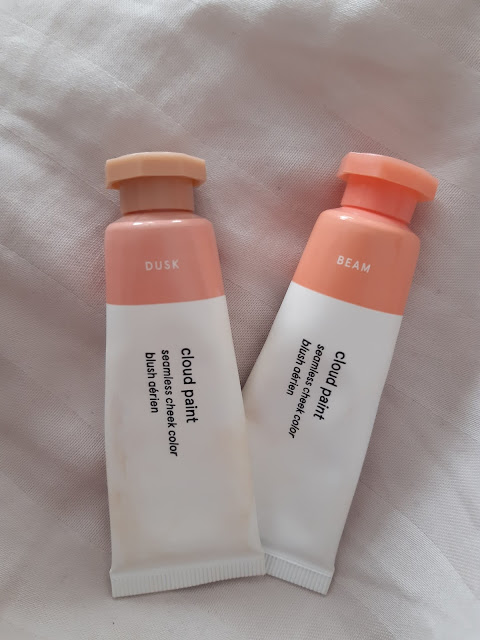 DUSK
cloud paint
seamless cheek color
blush aérien
BEAM
cloud paint
seamless cheek color
blush aérien